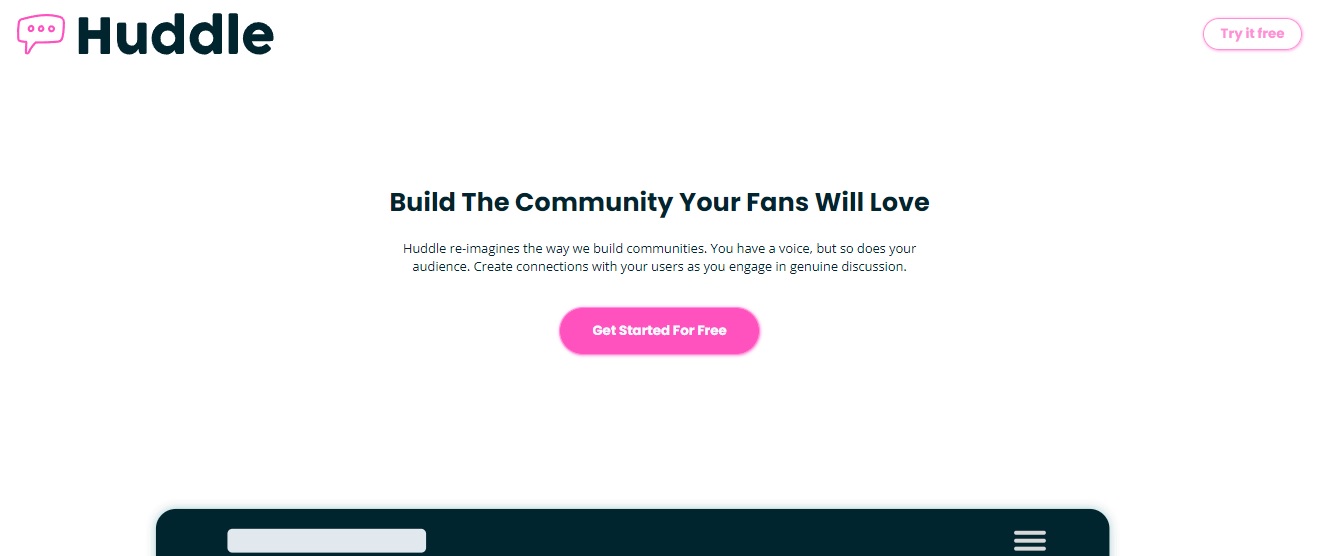 Huddle
Try it free
Build The Community Your Fans Will Love
Huddle re-imagines the way we build communities. You have a voice, but so does your
audience. Create connections with your users as you engage in genuine discussion.
Get Started For Free